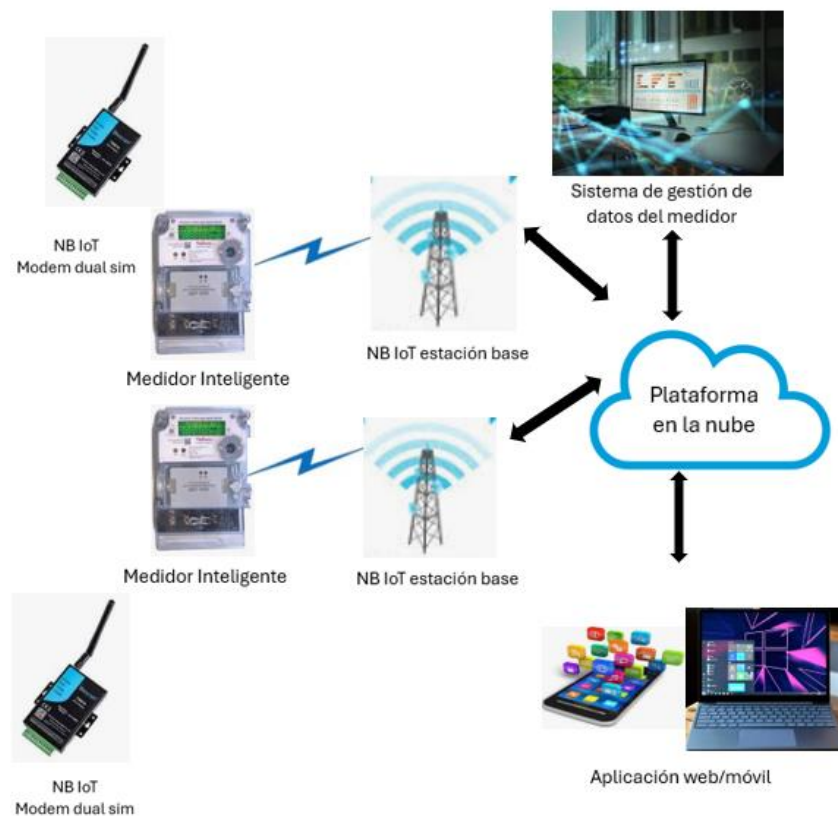 Sistema de gestión de
datos del medidor
NB IoT
Modem dual sim
NB IoT estación base
Medidor Inteligente
Plataforma
en la nube
Medidor Inteligente
NB IoT estación base
Aplicación web/móvil
NB IoT
Modem dual sim